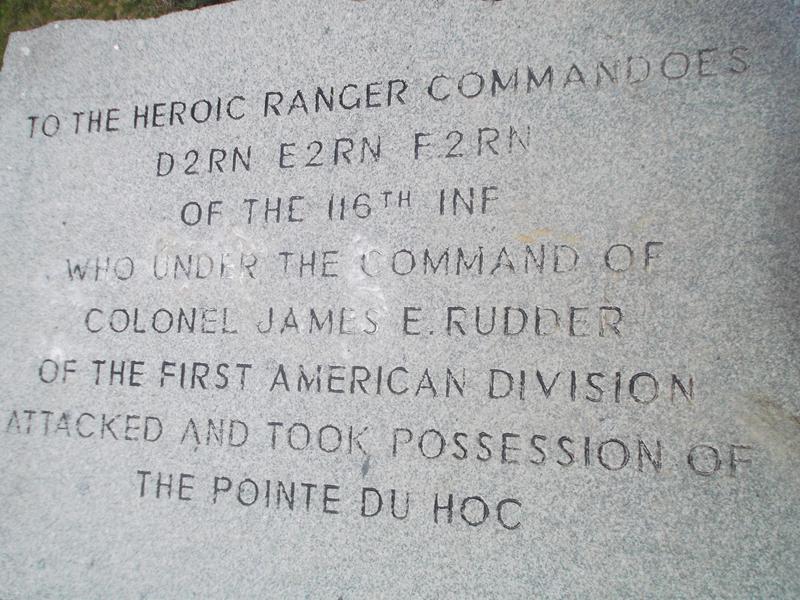 TO THE HEROIC RANGER COMMANDOES
D2RN E2RN F2RN
OF THE 116TH INF
WHO UNDER THE COMMAND OF
COLONEL JAMES E. RUDDER
OF THE FIRST AMERICAN DIVISION
ATTACKED AND TOOK POSSESSION OF
THE POINTE DU HOC